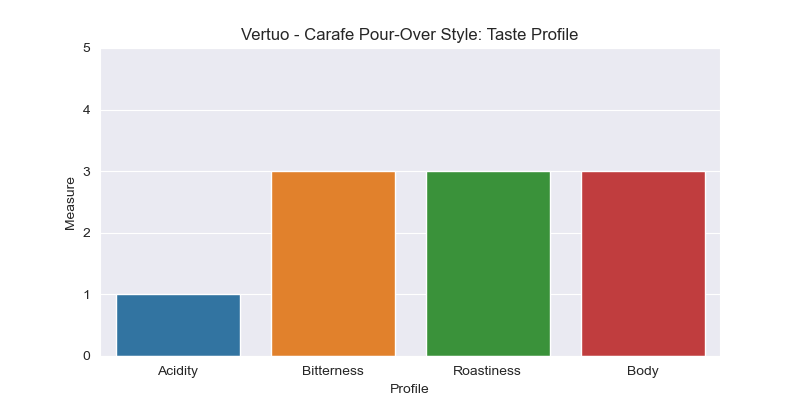 Vertuo - Carafe Pour-Over Style: Taste Profile
5
4
3
2
1
0
Measure
Acidity Bitterness Roastiness Body
Profile